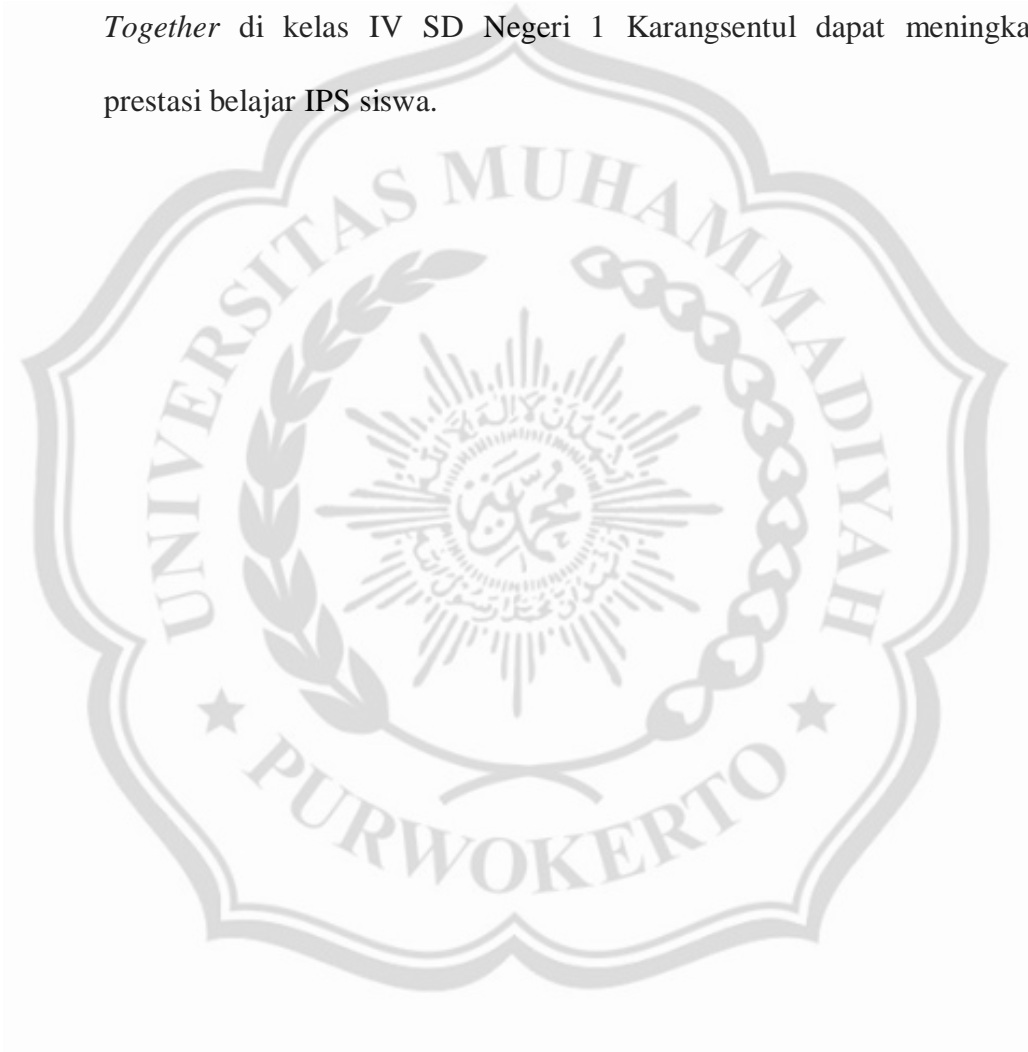 Together di kelas IV SD Negeri 1 Karangsentul dapat meningka
prestasi belajar IPS siswa.
UNIVERSITAS MUHAMMADIYAH
PURWOKERTO